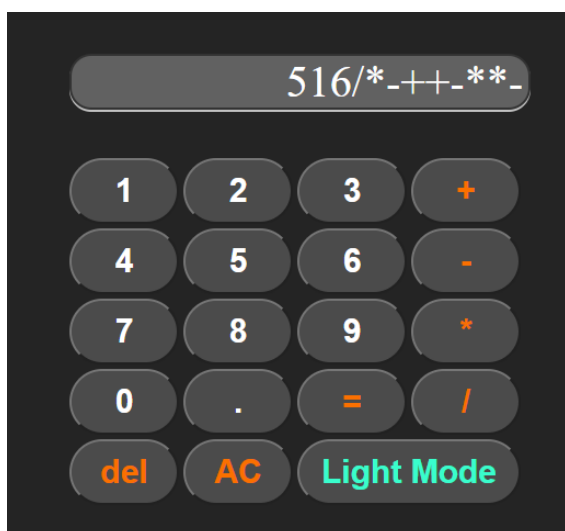 516/*-++-**-
1 2 3 +
4 5 6 -
7 8 9 *
0 . = /
del AC Light Mode